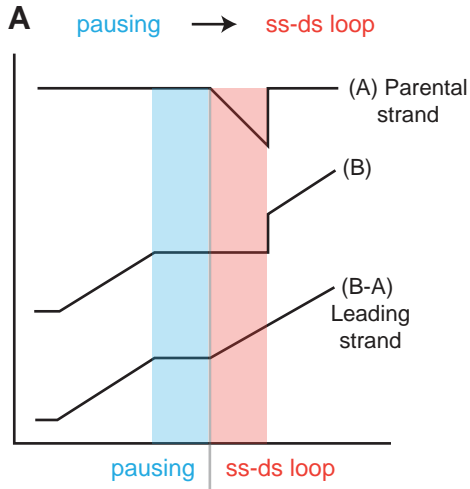 A
pausing → ss-ds loop
(A) Parental
strand
(B)
(B-A)
Leading
strand
pausing ss-ds loop